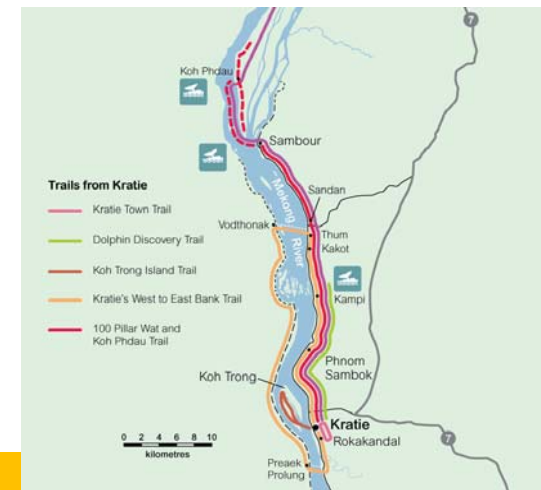 7
Koh Phdau
Sambour
Trails from Kratie
Kratie Town Trail
Dolphin Discovery Trail
Koh Trong Island Trail
Kratie's West to East Bank Trail
100 Pillar Wat and
Koh Phdau Trail
Mekong
River
Sandan
Vodthonak
Thum
Kakot
Kampi
Phnom
Sambok
Koh Trong
Kratie
Rokakandal
7
0 2 4 6 8 10
kilometres
Preaek
Prolung